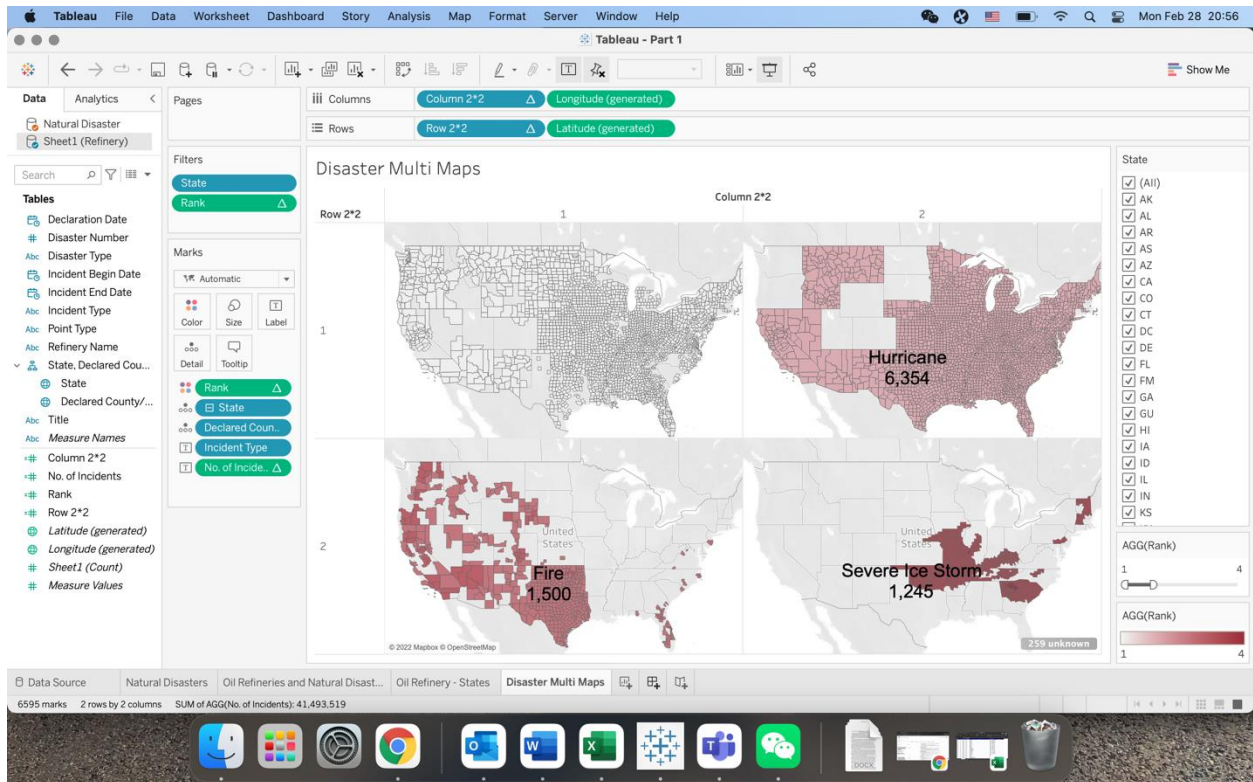 Tableau File Data Worksheet Dashboard Story Analysis Map Format Server Window Help Mon Feb 28 20:56
Tableau - Part 1
Show Me
Data Analytics
Natural Disaster
Sheet1 (Refinery)
Search
Tables
Declaration Date
# Disaster Number
Abc Disaster Type
Incident Begin Date
Incident End Date
Abc Incident Type
Abc Point Type
Abc Refinery Name
State, Declared Cou...
State
Declared County/...
Abc Title
Abc Measure Names
Column 2*2
No. of Incidents
Rank
Row 2*2
Latitude (generated)
Longitude (generated)
# Sheet1 (Count)
# Measure Values
Pages
Filters
State
Rank
Marks
Automatic
Color Size Label
Detail Tooltip
Rank
State
Declared Coun..
Incident Type
No. of Incide..
iii Columns Column 2*2 Longitude (generated)
Rows Row 2*2 Latitude (generated)
Disaster Multi Maps
Column 2*2
Row 2*2 1 2
1
Hurricane
6,354
2
United
States
Fire
1,500
United
States
Severe Ice Storm
1,245
© 2022 Mapbox © OpenStreetMap
259 unknown
State
(All)
AK
AL
AR
AS
AZ
CA
CO
CT
DC
DE
FL
FM
GA
GU
HI
IA
ID
IL
IN
KS
AGG(Rank)
1 4
AGG(Rank)
1 4
Data Source Natural Disasters Oil Refineries and Natural Disast... Oil Refinery - States Disaster Multi Maps
6595 marks 2 rows by 2 columns SUM of AGG(No. of Incidents): 41,493,519
DOCX